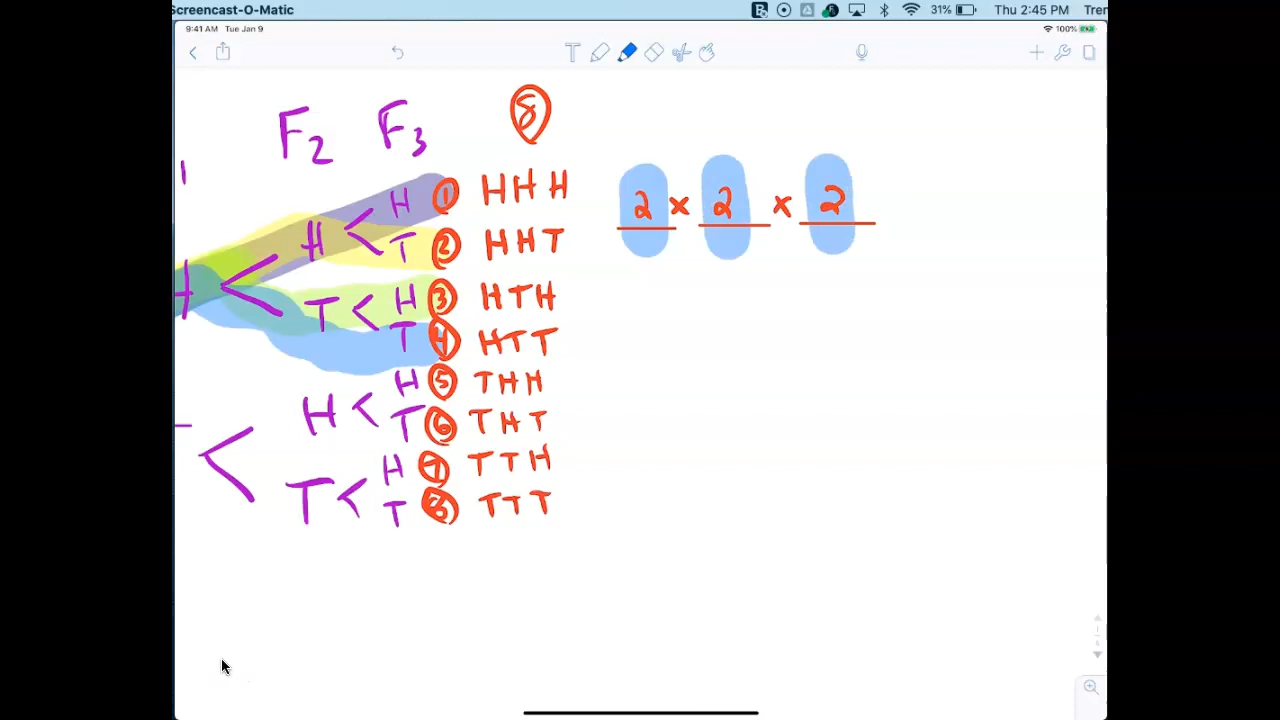 Screencast-O-Matic 31% Thu 2:45 PM Tren
9:41 AM Tue Jan 9 100%
F2 F3 8
H 1 HHH 2 x 2 x 2
H
T 2 HHT
H
T H 3 HTH
T 4 HTT
H 5 THH
H
T 6 THT
H 7 TTH
T
T 8 TTT